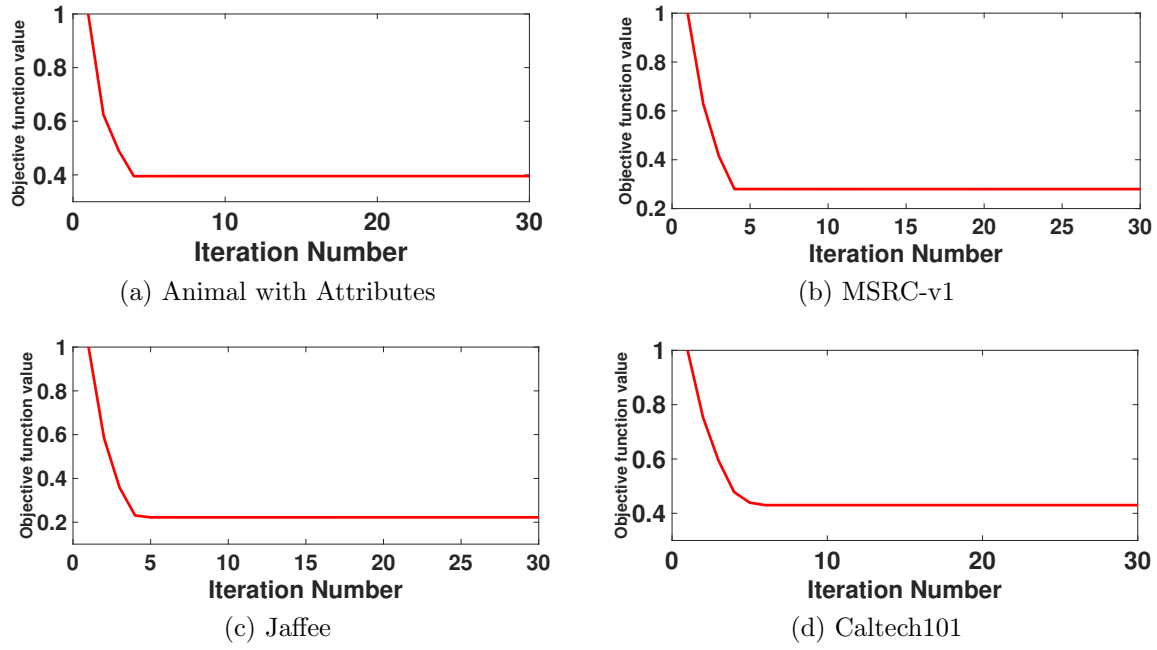 1
0.8
0.6
0.4
Objective function value
0 10 20 30
Iteration Number
(a) Animal with Attributes
1
0.8
0.6
0.4
0.2
Objective function value
0 5 10 15 20 25 30
Iteration Number
(b) MSRC-v1
1
0.8
0.6
0.4
0.2
Objective function value
0 5 10 15 20 25 30
Iteration Number
(c) Jaffee
1
0.8
0.6
0.4
Objective function value
0 10 20 30
Iteration Number
(d) Caltech101